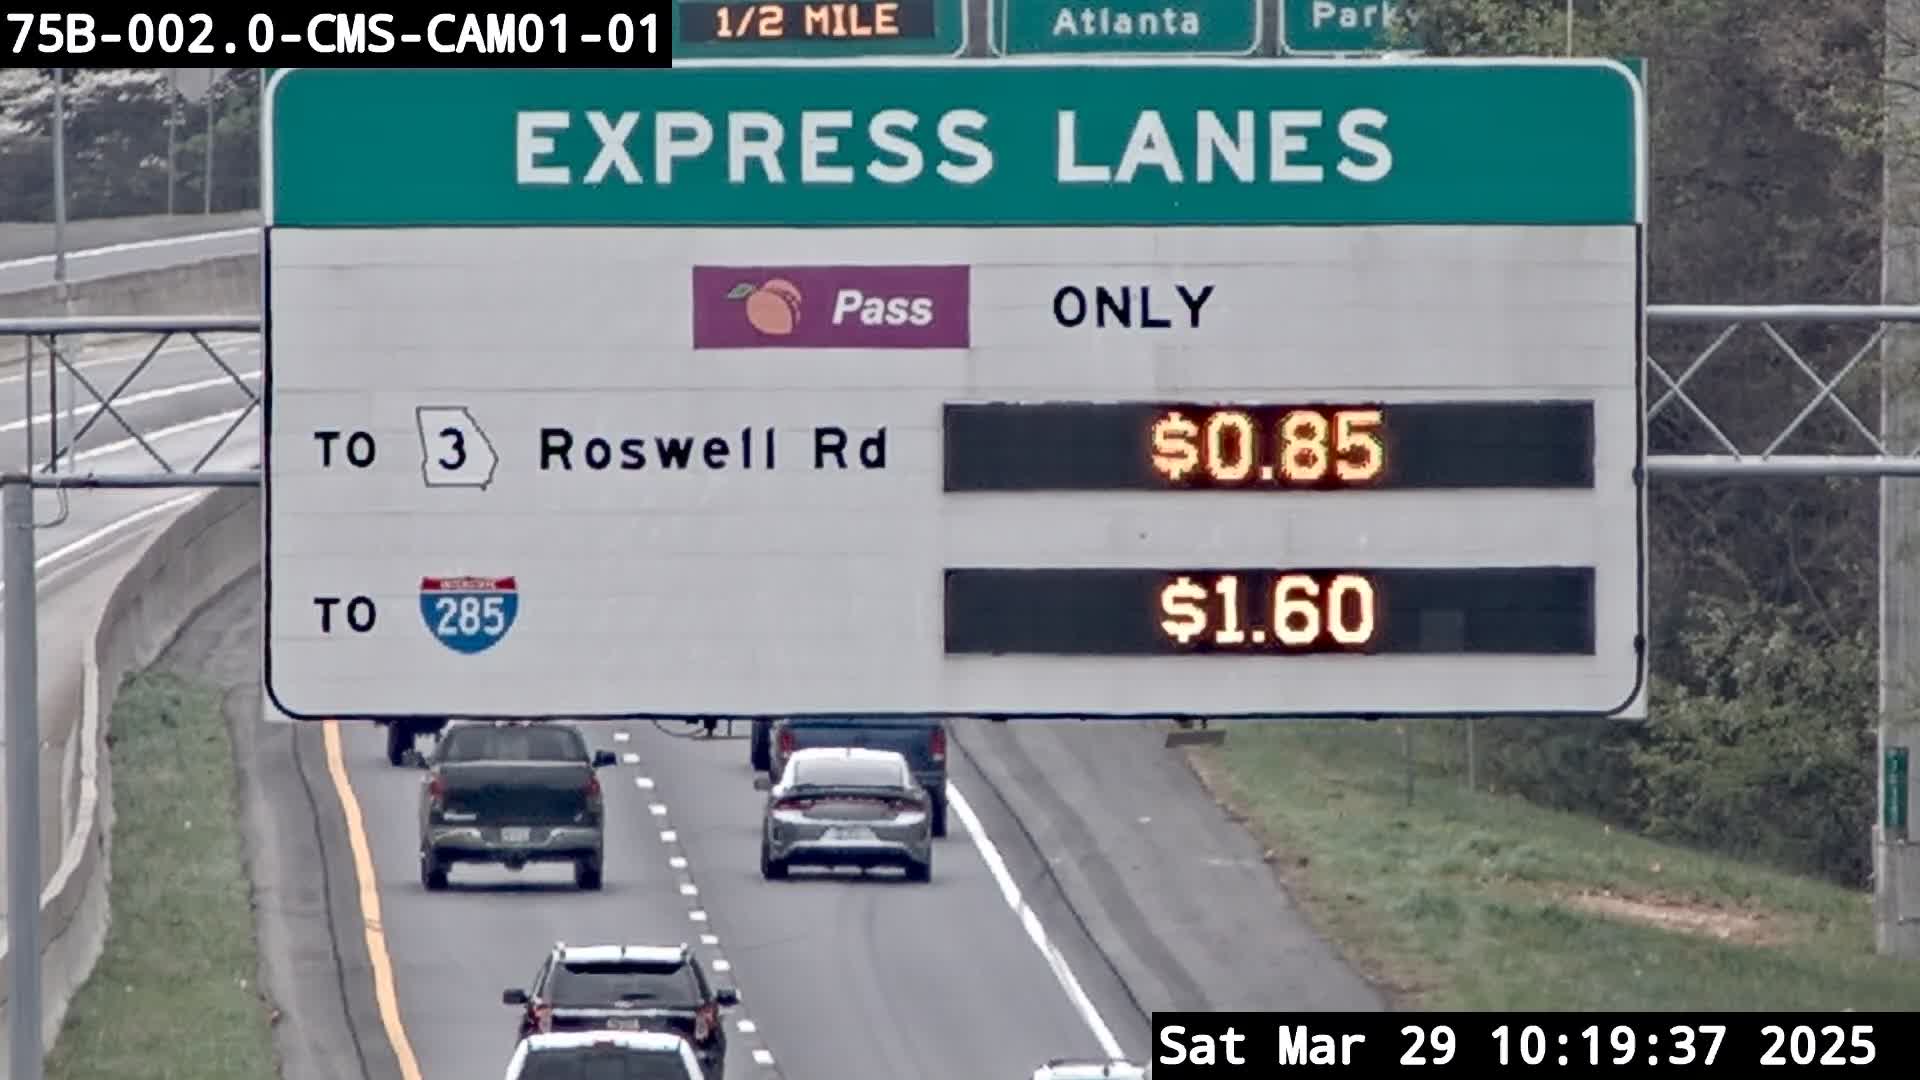 75B-002.0-CMS-CAM01-01
1/2 MILE
Atlanta
EXPRESS LANES
Pass ONLY
TO 3 Roswell Rd $0.85
TO INTERSTATE 285 $1.60
Sat Mar 29 10:19:37 2025